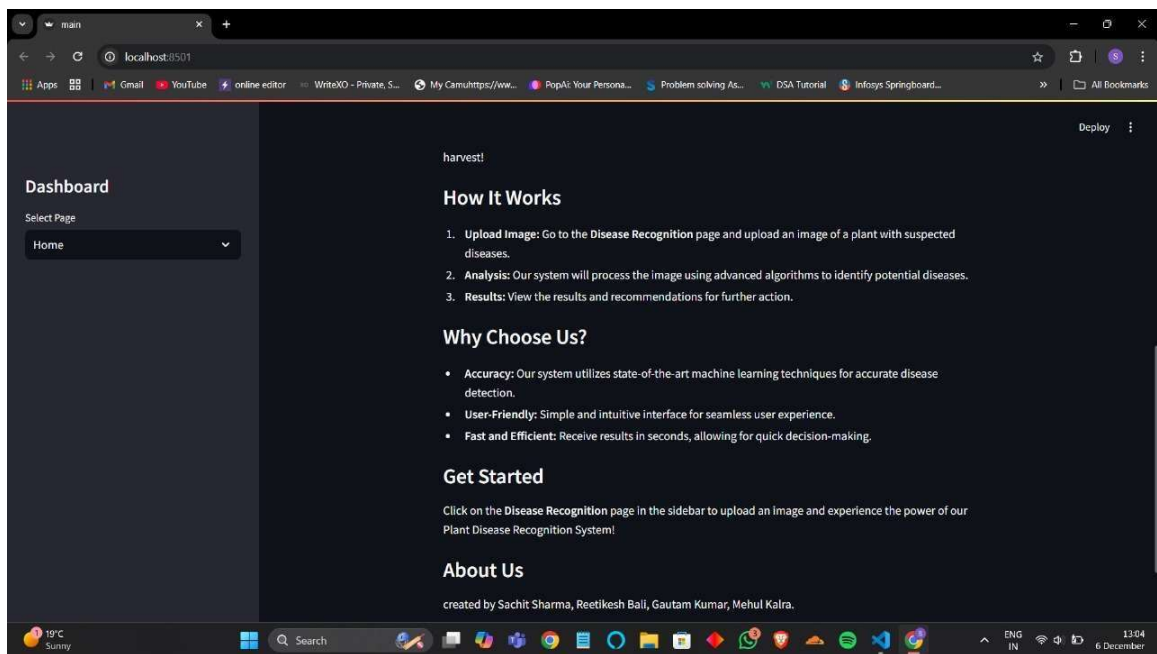 main
localhost:8501
Apps
Gmail
YouTube
online editor
WriteXO - Private, S...
My Camuhttps://ww...
PopAi: Your Persona...
Problem solving As...
DSA Tutorial
Infosys Springboard...
»
All Bookmarks
Deploy
Dashboard
Select Page
Home
harvest!
How It Works
1. Upload Image: Go to the Disease Recognition page and upload an image of a plant with suspected
diseases.
2. Analysis: Our system will process the image using advanced algorithms to identify potential diseases.
3. Results: View the results and recommendations for further action.
Why Choose Us?
• Accuracy: Our system utilizes state-of-the-art machine learning techniques for accurate disease
detection.
• User-Friendly: Simple and intuitive interface for seamless user experience.
• Fast and Efficient: Receive results in seconds, allowing for quick decision-making.
Get Started
Click on the Disease Recognition page in the sidebar to upload an image and experience the power of our
Plant Disease Recognition System!
About Us
created by Sachit Sharma, Reetikesh Bali, Gautam Kumar, Mehul Kalra.
19°C
Sunny
Search
ENG
IN
13:04
6 December